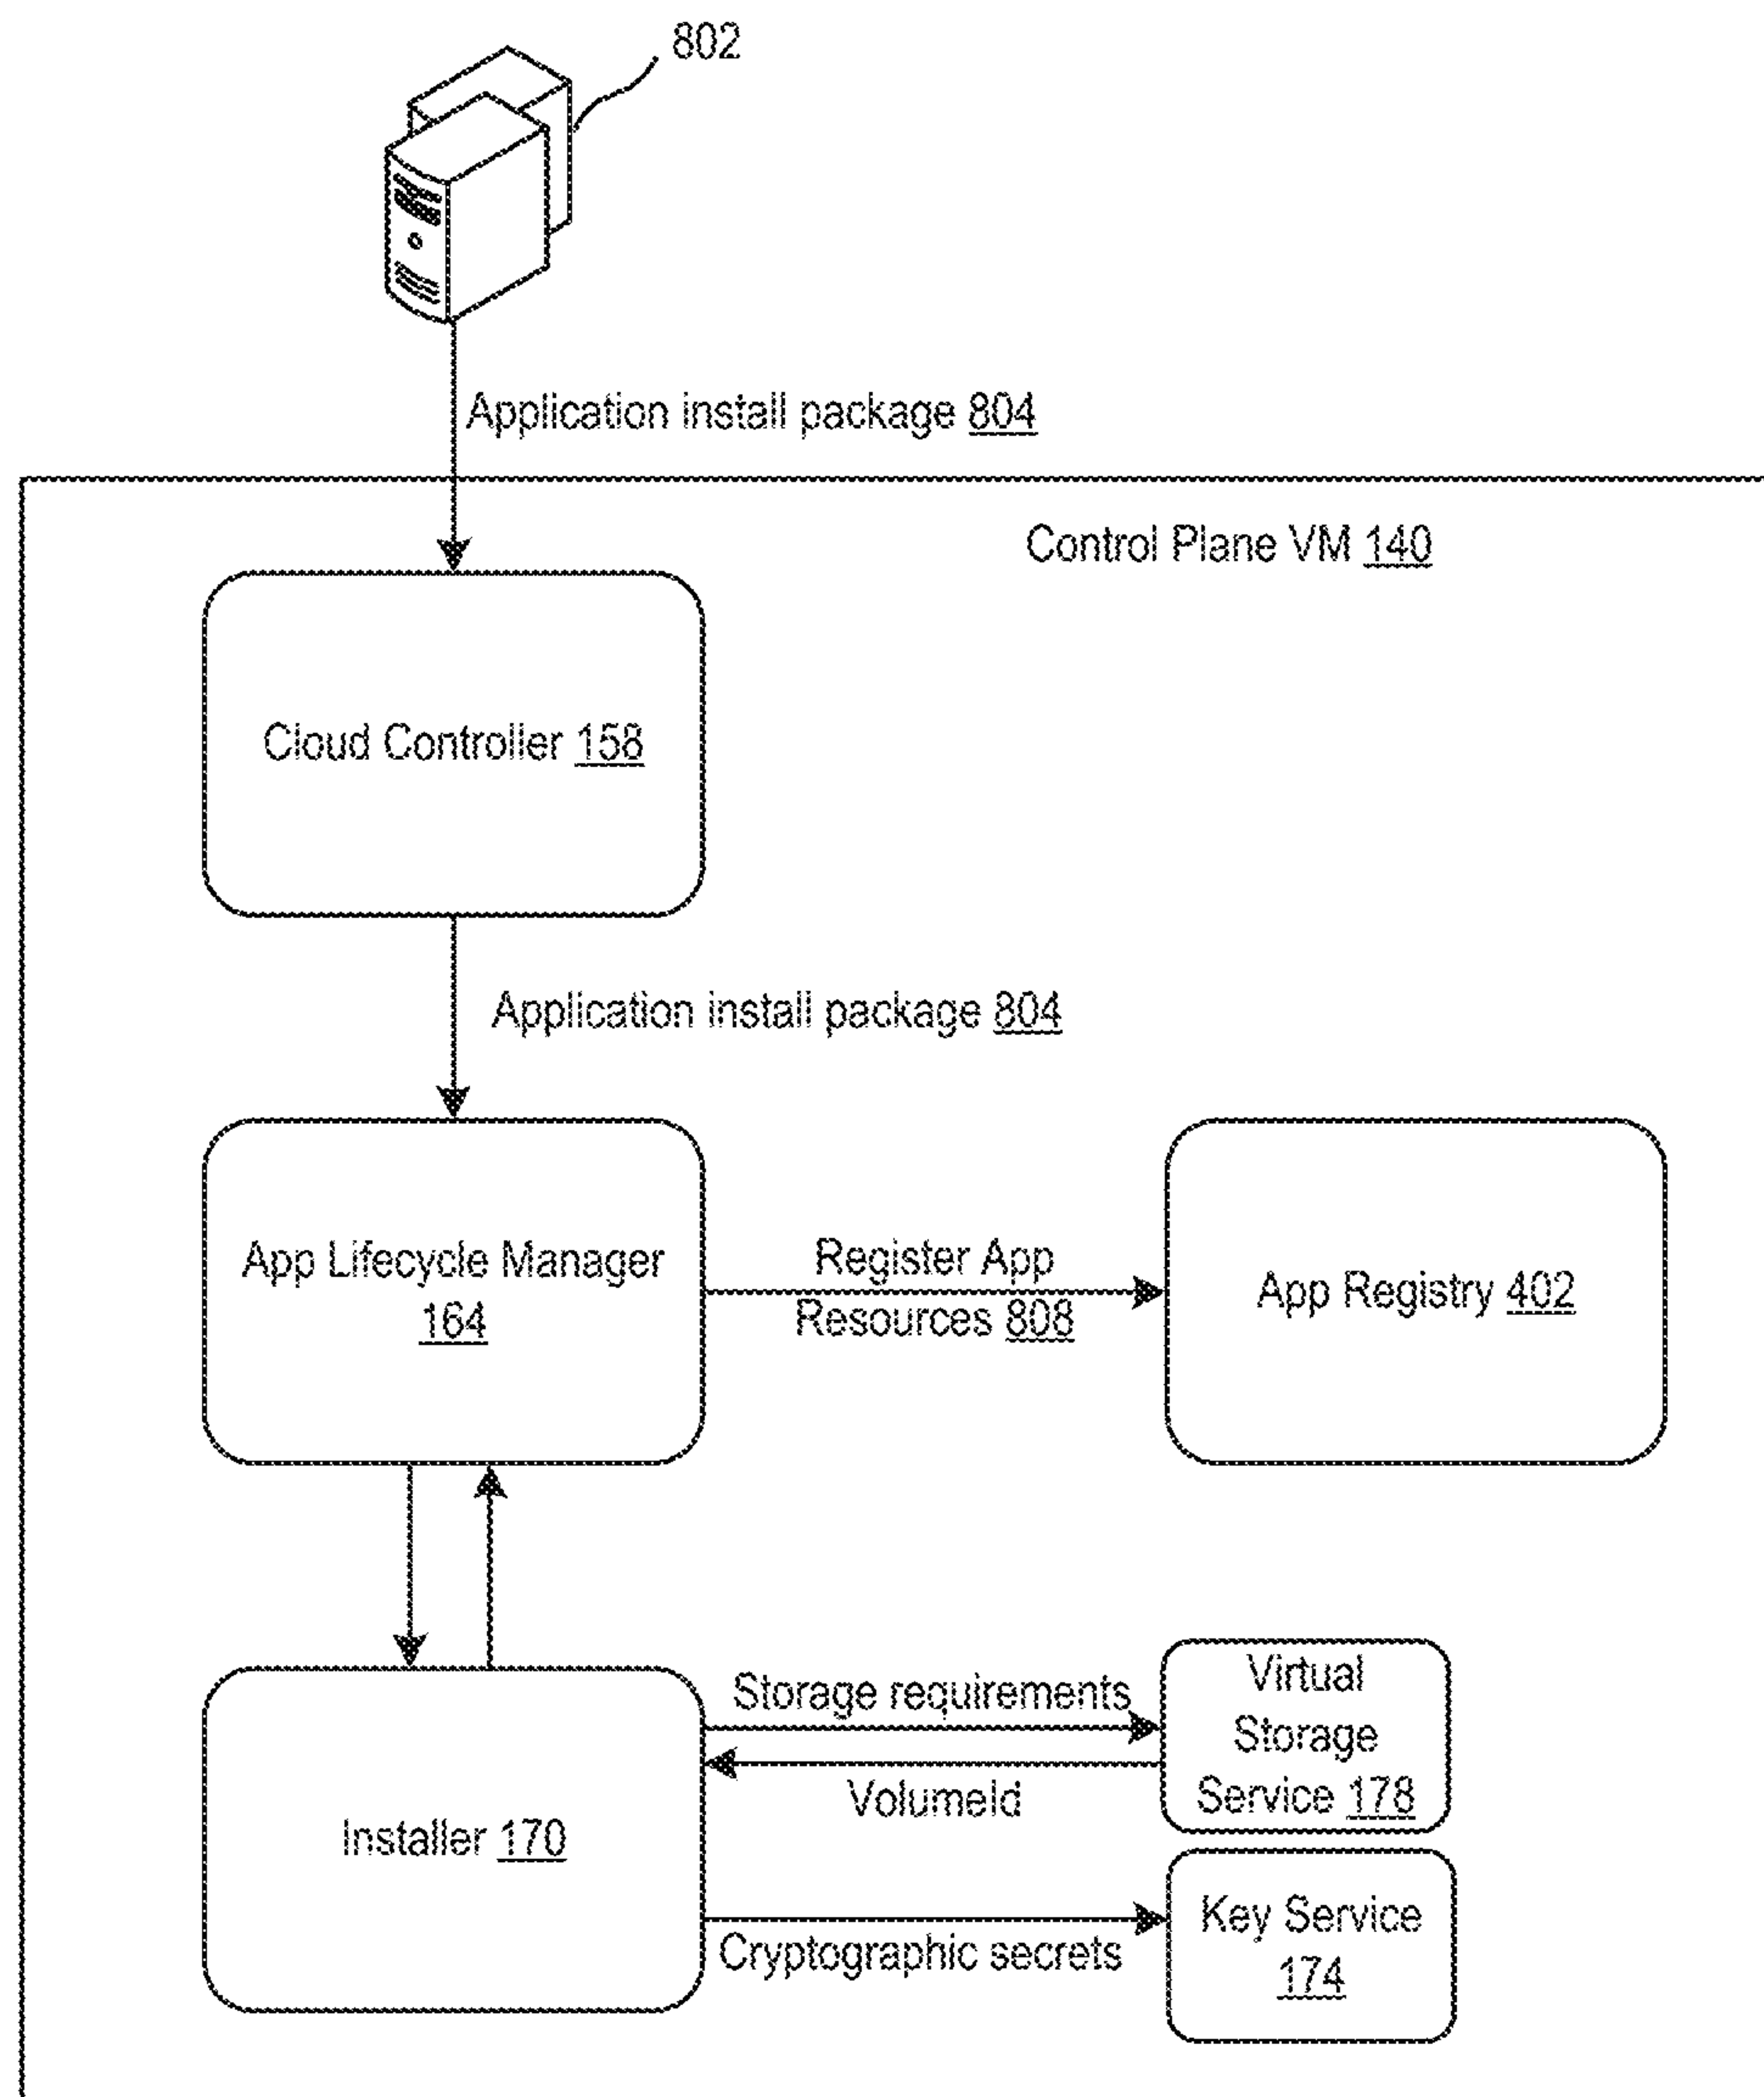 802
Application install package 804
Control Plane VM 140
Cloud Controller 158
Application install package 804
App Lifecycle Manager
164
Register App
Resources 808
App Registry 402
Storage requirements
VolumeId
Virtual
Storage
Service 178
Installer 170
Cryptographic secrets
Key Service
174